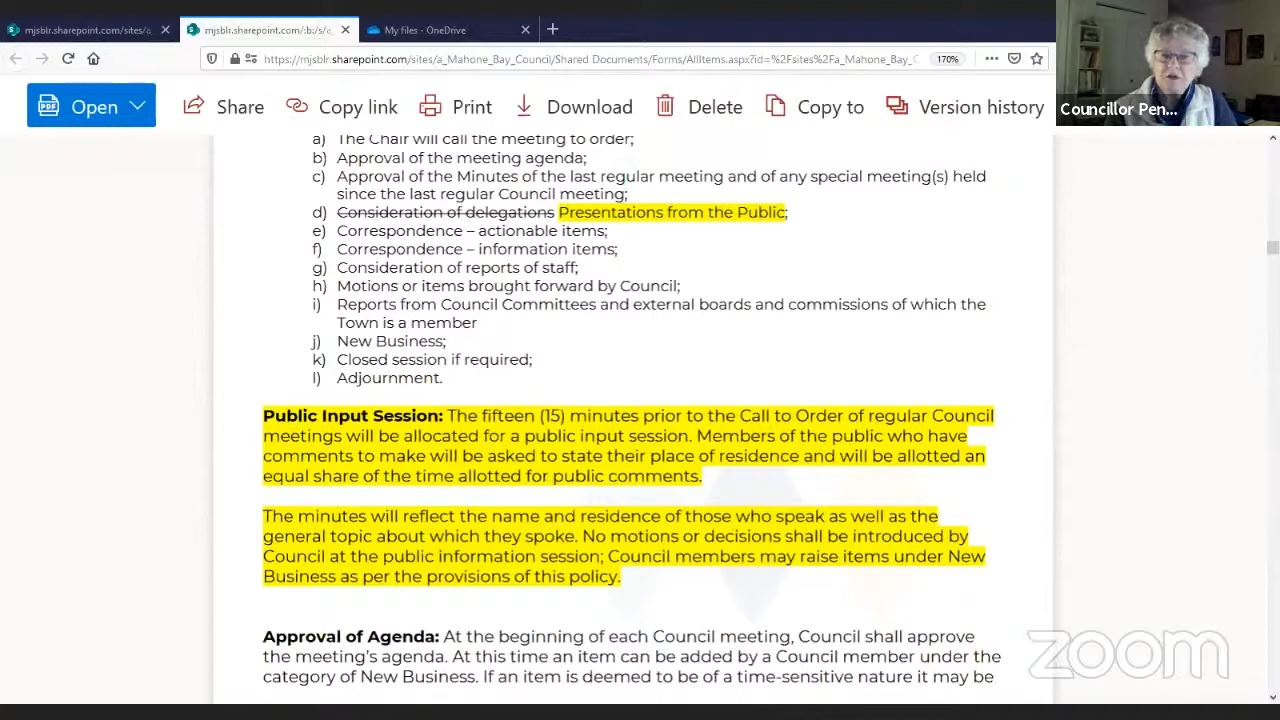 mjsblr.sharepoint.com/sites/a_
mjsblr.sharepoint.com/:b:/s/c
My files - OneDrive
https://mjsblr.sharepoint.com/sites/a_Mahone_Bay_Council/Shared Documents/Forms/AllItems.aspx?id=%2Fsites%2Fa_Mahone_Bay_C
170%
Open
Share
Copy link
Print
Download
Delete
Copy to
Version history
Councillor Pen...
a) The Chair will call the meeting to order;
b) Approval of the meeting agenda;
c) Approval of the Minutes of the last regular meeting and of any special meeting(s) held
since the last regular Council meeting;
d) Consideration of delegations Presentations from the Public;
e) Correspondence – actionable items;
f) Correspondence – information items;
g) Consideration of reports of staff;
h) Motions or items brought forward by Council;
i) Reports from Council Committees and external boards and commissions of which the
Town is a member
j) New Business;
k) Closed session if required;
l) Adjournment.
Public Input Session: The fifteen (15) minutes prior to the Call to Order of regular Council
meetings will be allocated for a public input session. Members of the public who have
comments to make will be asked to state their place of residence and will be allotted an
equal share of the time allotted for public comments.
The minutes will reflect the name and residence of those who speak as well as the
general topic about which they spoke. No motions or decisions shall be introduced by
Council at the public information session; Council members may raise items under New
Business as per the provisions of this policy.
Approval of Agenda: At the beginning of each Council meeting, Council shall approve
the meeting's agenda. At this time an item can be added by a Council member under the
category of New Business. If an item is deemed to be of a time-sensitive nature it may be
zoom